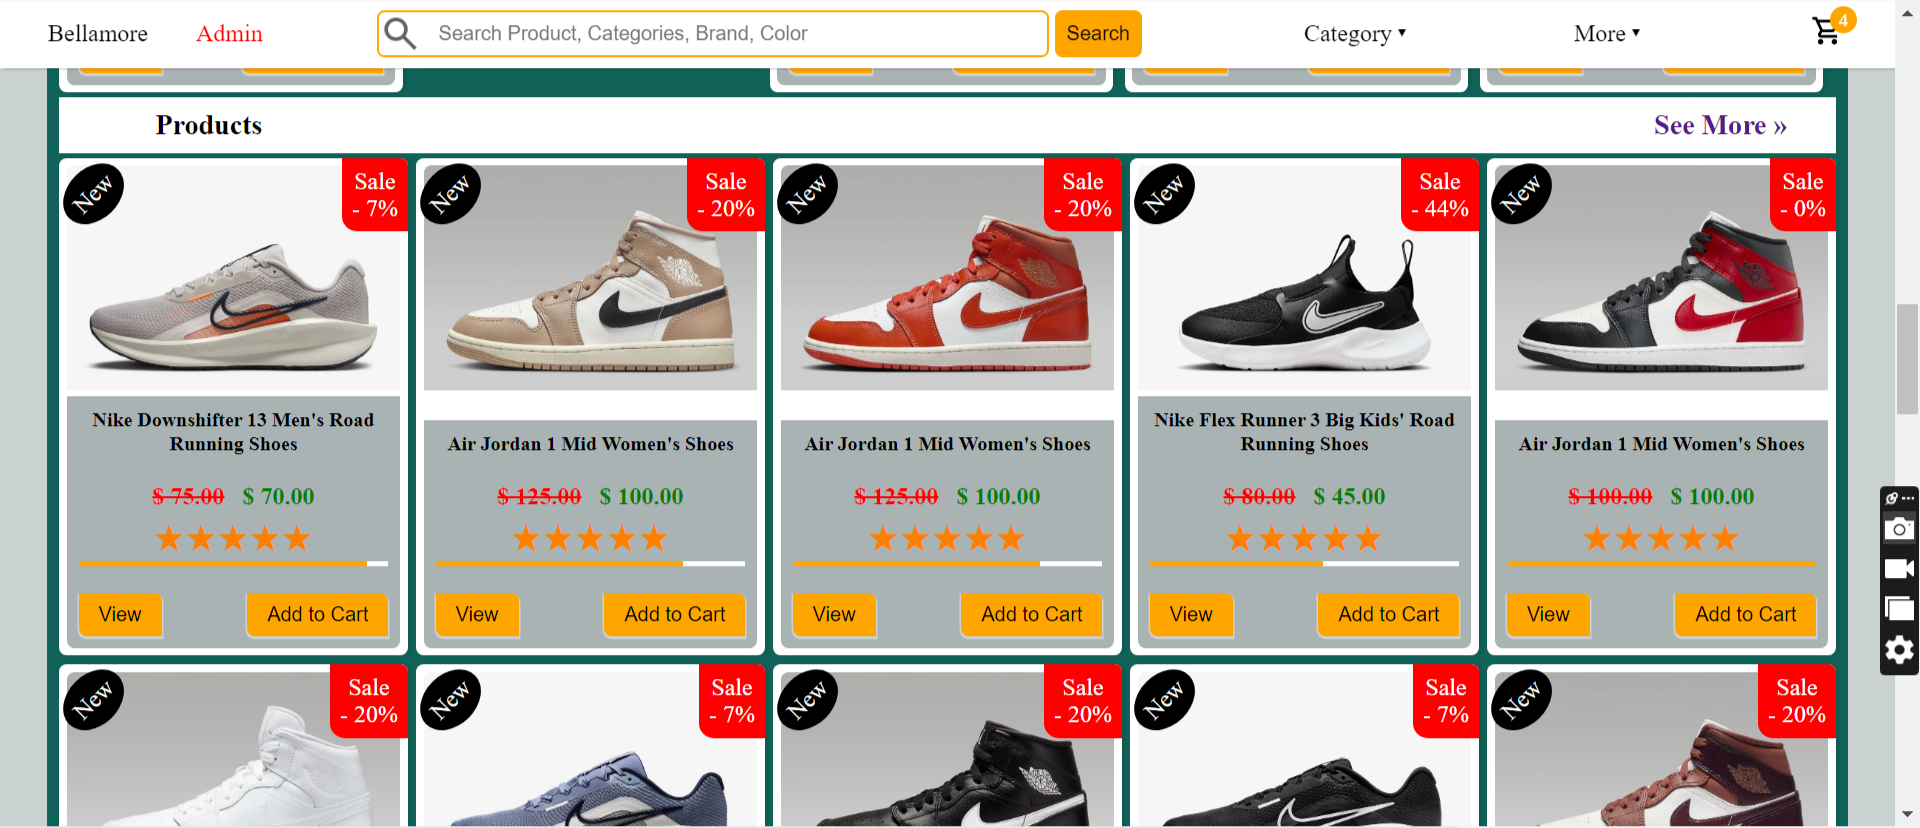 Bellamore
Admin
Search Product, Categories, Brand, Color
Search
Category ▾
More ▾
4
Products
See More »
New
Sale
- 7%
Nike Downshifter 13 Men's Road
Running Shoes
$ 75.00 $ 70.00
View
Add to Cart
New
Sale
- 20%
Air Jordan 1 Mid Women's Shoes
$ 125.00 $ 100.00
View
Add to Cart
New
Sale
- 20%
Air Jordan 1 Mid Women's Shoes
$ 125.00 $ 100.00
View
Add to Cart
New
Sale
- 44%
Nike Flex Runner 3 Big Kids' Road
Running Shoes
$ 80.00 $ 45.00
View
Add to Cart
New
Sale
- 0%
Air Jordan 1 Mid Women's Shoes
$ 100.00 $ 100.00
View
Add to Cart
New
Sale
- 20%
New
Sale
- 7%
New
Sale
- 20%
New
Sale
- 7%
New
Sale
- 20%